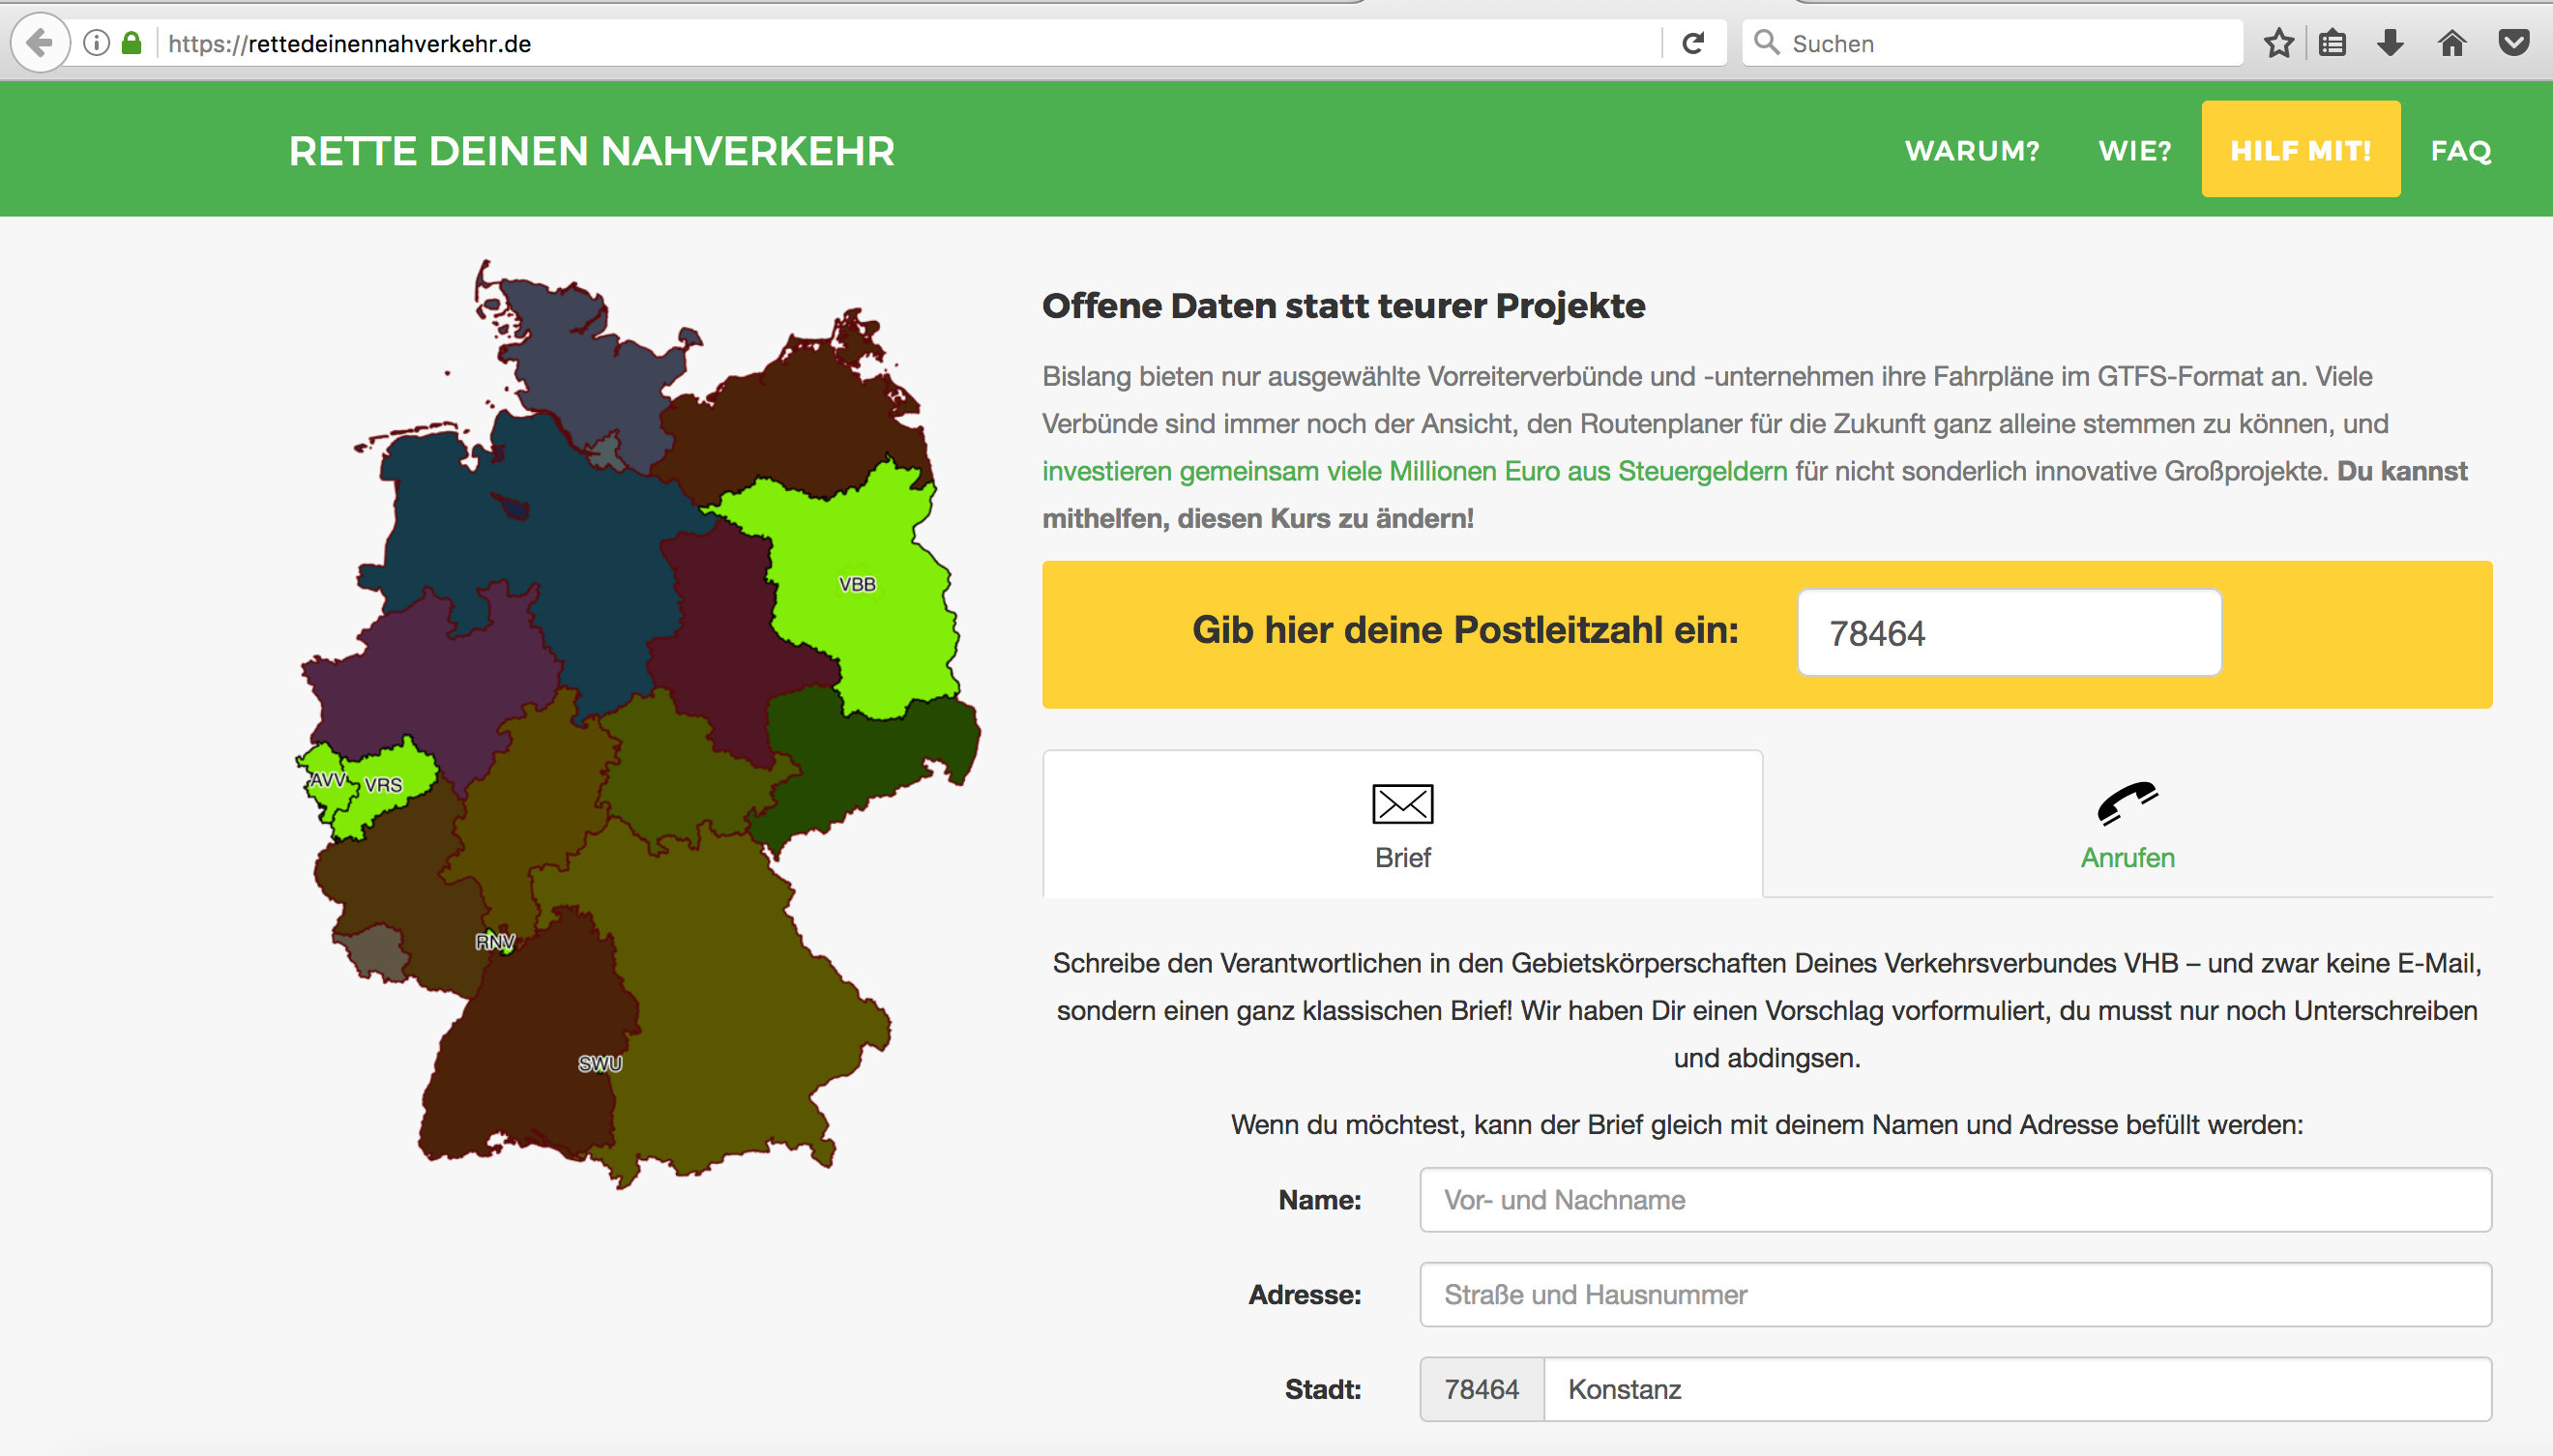 https://rettedeinennahverkehr.de
Suchen
RETTE DEINEN NAHVERKEHR
WARUM?
WIE?
HILF MIT!
FAQ
VBB
AVV
VRS
RNV
SWU
Offene Daten statt teurer Projekte
Bislang bieten nur ausgewählte Vorreiterverbünde und -unternehmen ihre Fahrpläne im GTFS-Format an. Viele
Verbünde sind immer noch der Ansicht, den Routenplaner für die Zukunft ganz alleine stemmen zu können, und
investieren gemeinsam viele Millionen Euro aus Steuergeldern für nicht sonderlich innovative Großprojekte. Du kannst
mithelfen, diesen Kurs zu ändern!
Gib hier deine Postleitzahl ein: 78464
Brief
Anrufen
Schreibe den Verantwortlichen in den Gebietskörperschaften Deines Verkehrsverbundes VHB – und zwar keine E-Mail,
sondern einen ganz klassischen Brief! Wir haben Dir einen Vorschlag vorformuliert, du musst nur noch Unterschreiben
und abdingsen.
Wenn du möchtest, kann der Brief gleich mit deinem Namen und Adresse befüllt werden:
Name: Vor- und Nachname
Adresse: Straße und Hausnummer
Stadt: 78464 Konstanz